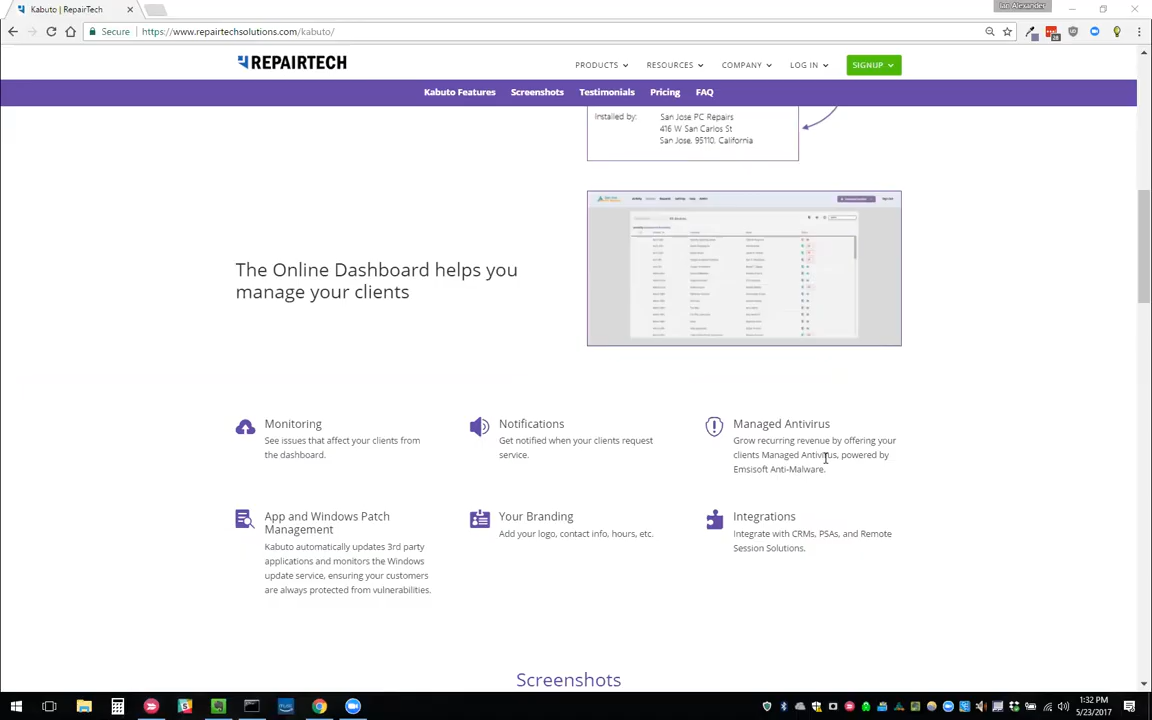 Kabuto | RepairTech
Jan Alexander
Secure
https://www.repairtechsolutions.com/kabuto/
REPAIRTECH
PRODUCTS
RESOURCES
COMPANY
LOG IN
SIGNUP
Kabuto Features
Screenshots
Testimonials
Pricing
FAQ
Installed by:
San Jose PC Repairs
416 W San Carlos St
San Jose, 95110, California
The Online Dashboard helps you
manage your clients
Monitoring
See issues that affect your clients from
the dashboard.
Notifications
Get notified when your clients request
service.
Managed Antivirus
Grow recurring revenue by offering your
clients Managed Antivirus, powered by
Emsisoft Anti-Malware.
App and Windows Patch
Management
Kabuto automatically updates 3rd party
applications and monitors the Windows
update service, ensuring your customers
are always protected from vulnerabilities.
Your Branding
Add your logo, contact info, hours, etc.
Integrations
Integrate with CRMs, PSAs, and Remote
Session Solutions.
Screenshots
1:32 PM
5/23/2017